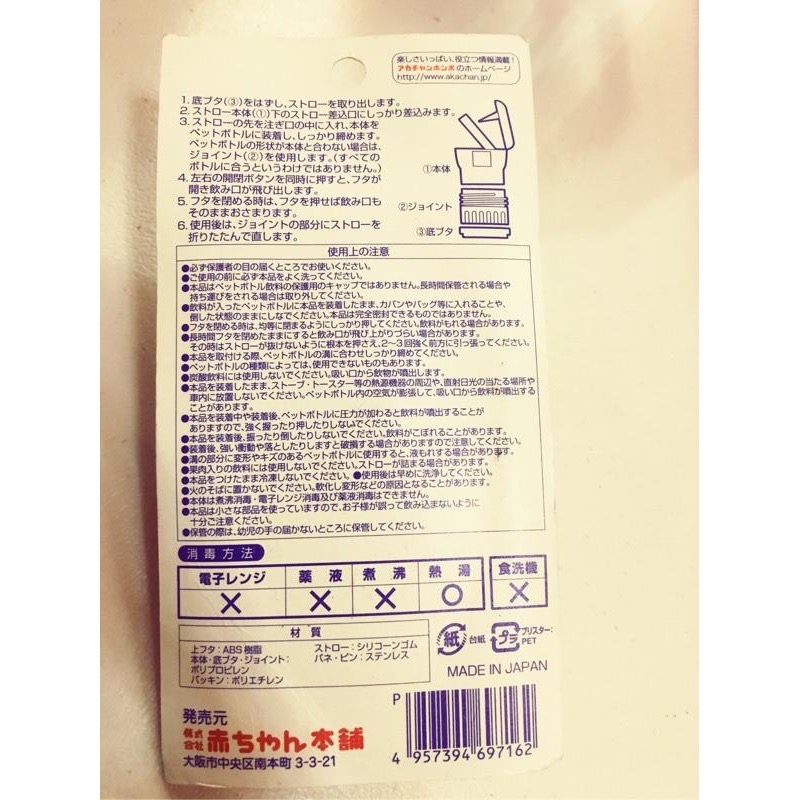 楽しさいっぱい、役立つ情報満載!
アカチャンホンポのホームページ
http://www.akachan.jp/
1. 底ブタ(③)をはずし、ストローを取り出します。
2. ストロー本体(①)下のストロー差込口にしっかり差込みます。
3. ストローの先を注ぎ口の中に入れ、本体を
ペットボトルに装着し、しっかり締めます。
ペットボトルの形状が本体と合わない場合は、
ジョイント(②)を使用します。(すべての
ボトルに合うというわけではありません。)
4. 左右の開閉ボタンを同時に押すと、フタが
開き飲み口が飛び出します。
5. フタを閉める時は、フタを押せば飲み口も
そのままおさまります。
6. 使用後は、ジョイントの部分にストローを
折りたたんで直します。
①本体
②ジョイント
③底ブタ
使用上の注意
●必ず保護者の目の届くところでお使いください。
●ご使用の前に必ず本品をよく洗ってください。
●本品はペットボトル飲料の保護用のキャップではありません。長時間保管される場合や
持ち運びをされる場合は取り外してください。
●飲料が入ったペットボトルに本品を装着したまま、カバンやバッグ等に入れることや、
倒した状態のままにしないでください。本品は完全密封できるものではありません。
●フタを閉める時は、均等に閉まるようにしっかり押してください。飲料がもれる場合があります。
●長時間フタを閉めたままにすると飲み口が飛び上がりづらい場合があります。
その時はストローが抜けないように根本を押さえ、2〜3回強く前方に引っ張ってください。
●本品を取付ける際、ペットボトルの溝に合わせしっかり締めてください。
●ペットボトルの種類によっては、使用できないものもあります。
●炭酸飲料には使用しないでください。吸い口から飲物が噴出します。
●本品を装着したまま、ストーブ・トースター等の熱源機器の周辺や、直射日光の当たる場所や
車内に放置しないでください。ペットボトル内の空気が膨張して、吸い口から飲料が噴出する
ことがあります。
●本品を装着中や装着後、ペットボトルに圧力が加わると飲料が噴出することが
ありますので、強く握ったり押したりしないでください。
●本品を装着後、振ったり倒したりしないでください。飲料がこぼれることがあります。
●装着後、強い衝動や落としたりしますと破損する場合がありますので注意してください。
●溝の部分に変形やキズのあるペットボトルに使用すると、液もれする場合があります。
●果肉入りの飲料には使用しないでください。ストローが詰まる場合があります。
●本品をつけたまま冷凍しないでください。●使用後は早めに洗浄してください。
●火のそばに置かないでください。軟化し変形などの原因となることがあります。
●本体は煮沸消毒・電子レンジ消毒及び薬液消毒はできません。
●本品は小さな部品を使っていますので、お子様が誤って飲み込まないように
十分ご注意ください。
●保管の際は、幼児の手の届かないところに保管してください。
消毒方法
電子レンジ 薬液 煮沸 熱湯 食洗機
× × × ○ ×
材質
上フタ:ABS樹脂
本体・底ブタ・ジョイント:
ポリプロピレン
パッキン:ポリエチレン
ストロー:シリコーンゴム
バネ・ピン:ステンレス
紙 台紙
プラ ブリスター:
PET
MADE IN JAPAN
発売元
株式会社 赤ちゃん本舗
大阪市中央区南本町3-3-21
P
4 957394 697162